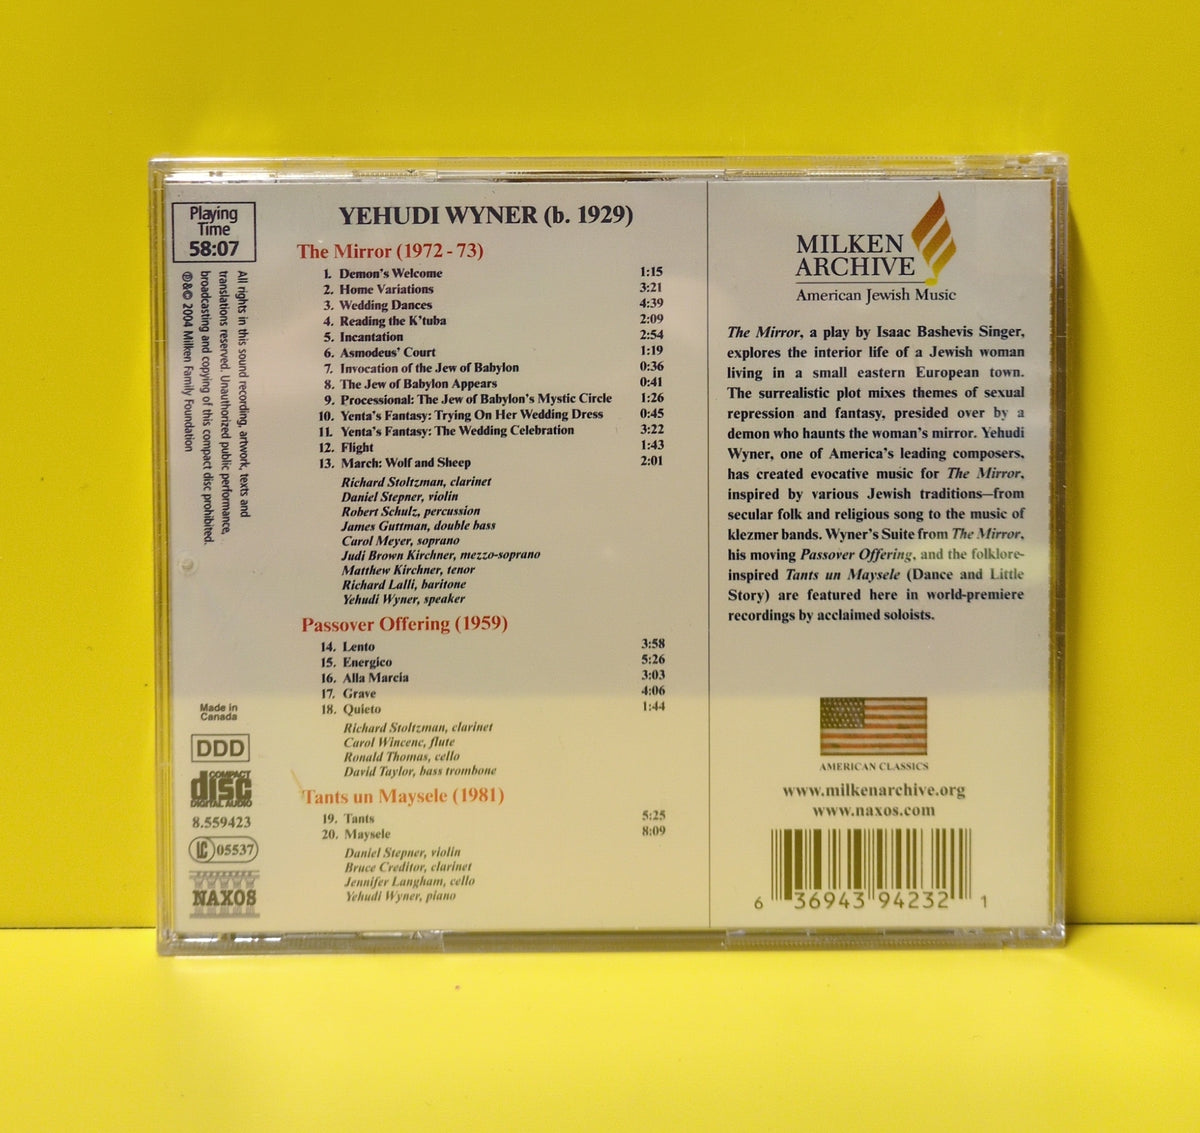 Playing
Time
58:07
All rights in this sound recording, artwork, texts and
translations reserved. Unauthorized public performance,
broadcasting and copying of this compact disc prohibited.
℗&© 2004 Milken Family Foundation
Made in
Canada
DDD
COMPACT
disc
DIGITAL AUDIO
8.559423
LC 05537
NAXOS
YEHUDI WYNER (b. 1929)
The Mirror (1972 - 73)
1. Demon's Welcome 1:15
2. Home Variations 3:21
3. Wedding Dances 4:39
4. Reading the K'tuba 2:09
5. Incantation 2:54
6. Asmodeus' Court 1:19
7. Invocation of the Jew of Babylon 0:36
8. The Jew of Babylon Appears 0:41
9. Processional: The Jew of Babylon's Mystic Circle 1:26
10. Yenta's Fantasy: Trying On Her Wedding Dress 0:45
11. Yenta's Fantasy: The Wedding Celebration 3:22
12. Flight 1:43
13. March: Wolf and Sheep 2:01
Richard Stoltzman, clarinet
Daniel Stepner, violin
Robert Schulz, percussion
James Guttman, double bass
Carol Meyer, soprano
Judi Brown Kirchner, mezzo-soprano
Matthew Kirchner, tenor
Richard Lalli, baritone
Yehudi Wyner, speaker
Passover Offering (1959)
14. Lento 3:58
15. Energico 5:26
16. Alla Marcia 3:03
17. Grave 4:06
18. Quieto 1:44
Richard Stoltzman, clarinet
Carol Wincenc, flute
Ronald Thomas, cello
David Taylor, bass trombone
Tants un Maysele (1981)
19. Tants 5:25
20. Maysele 8:09
Daniel Stepner, violin
Bruce Creditor, clarinet
Jennifer Langham, cello
Yehudi Wyner, piano
MILKEN
ARCHIVE
American Jewish Music
The Mirror, a play by Isaac Bashevis Singer,
explores the interior life of a Jewish woman
living in a small eastern European town.
The surrealistic plot mixes themes of sexual
repression and fantasy, presided over by a
demon who haunts the woman's mirror. Yehudi
Wyner, one of America's leading composers,
has created evocative music for The Mirror,
inspired by various Jewish traditions—from
secular folk and religious song to the music of
klezmer bands. Wyner's Suite from The Mirror,
his moving Passover Offering, and the folklore-
inspired Tants un Maysele (Dance and Little
Story) are featured here in world-premiere
recordings by acclaimed soloists.
AMERICAN CLASSICS
www.milkenarchive.org
www.naxos.com
6 36943 94232 1